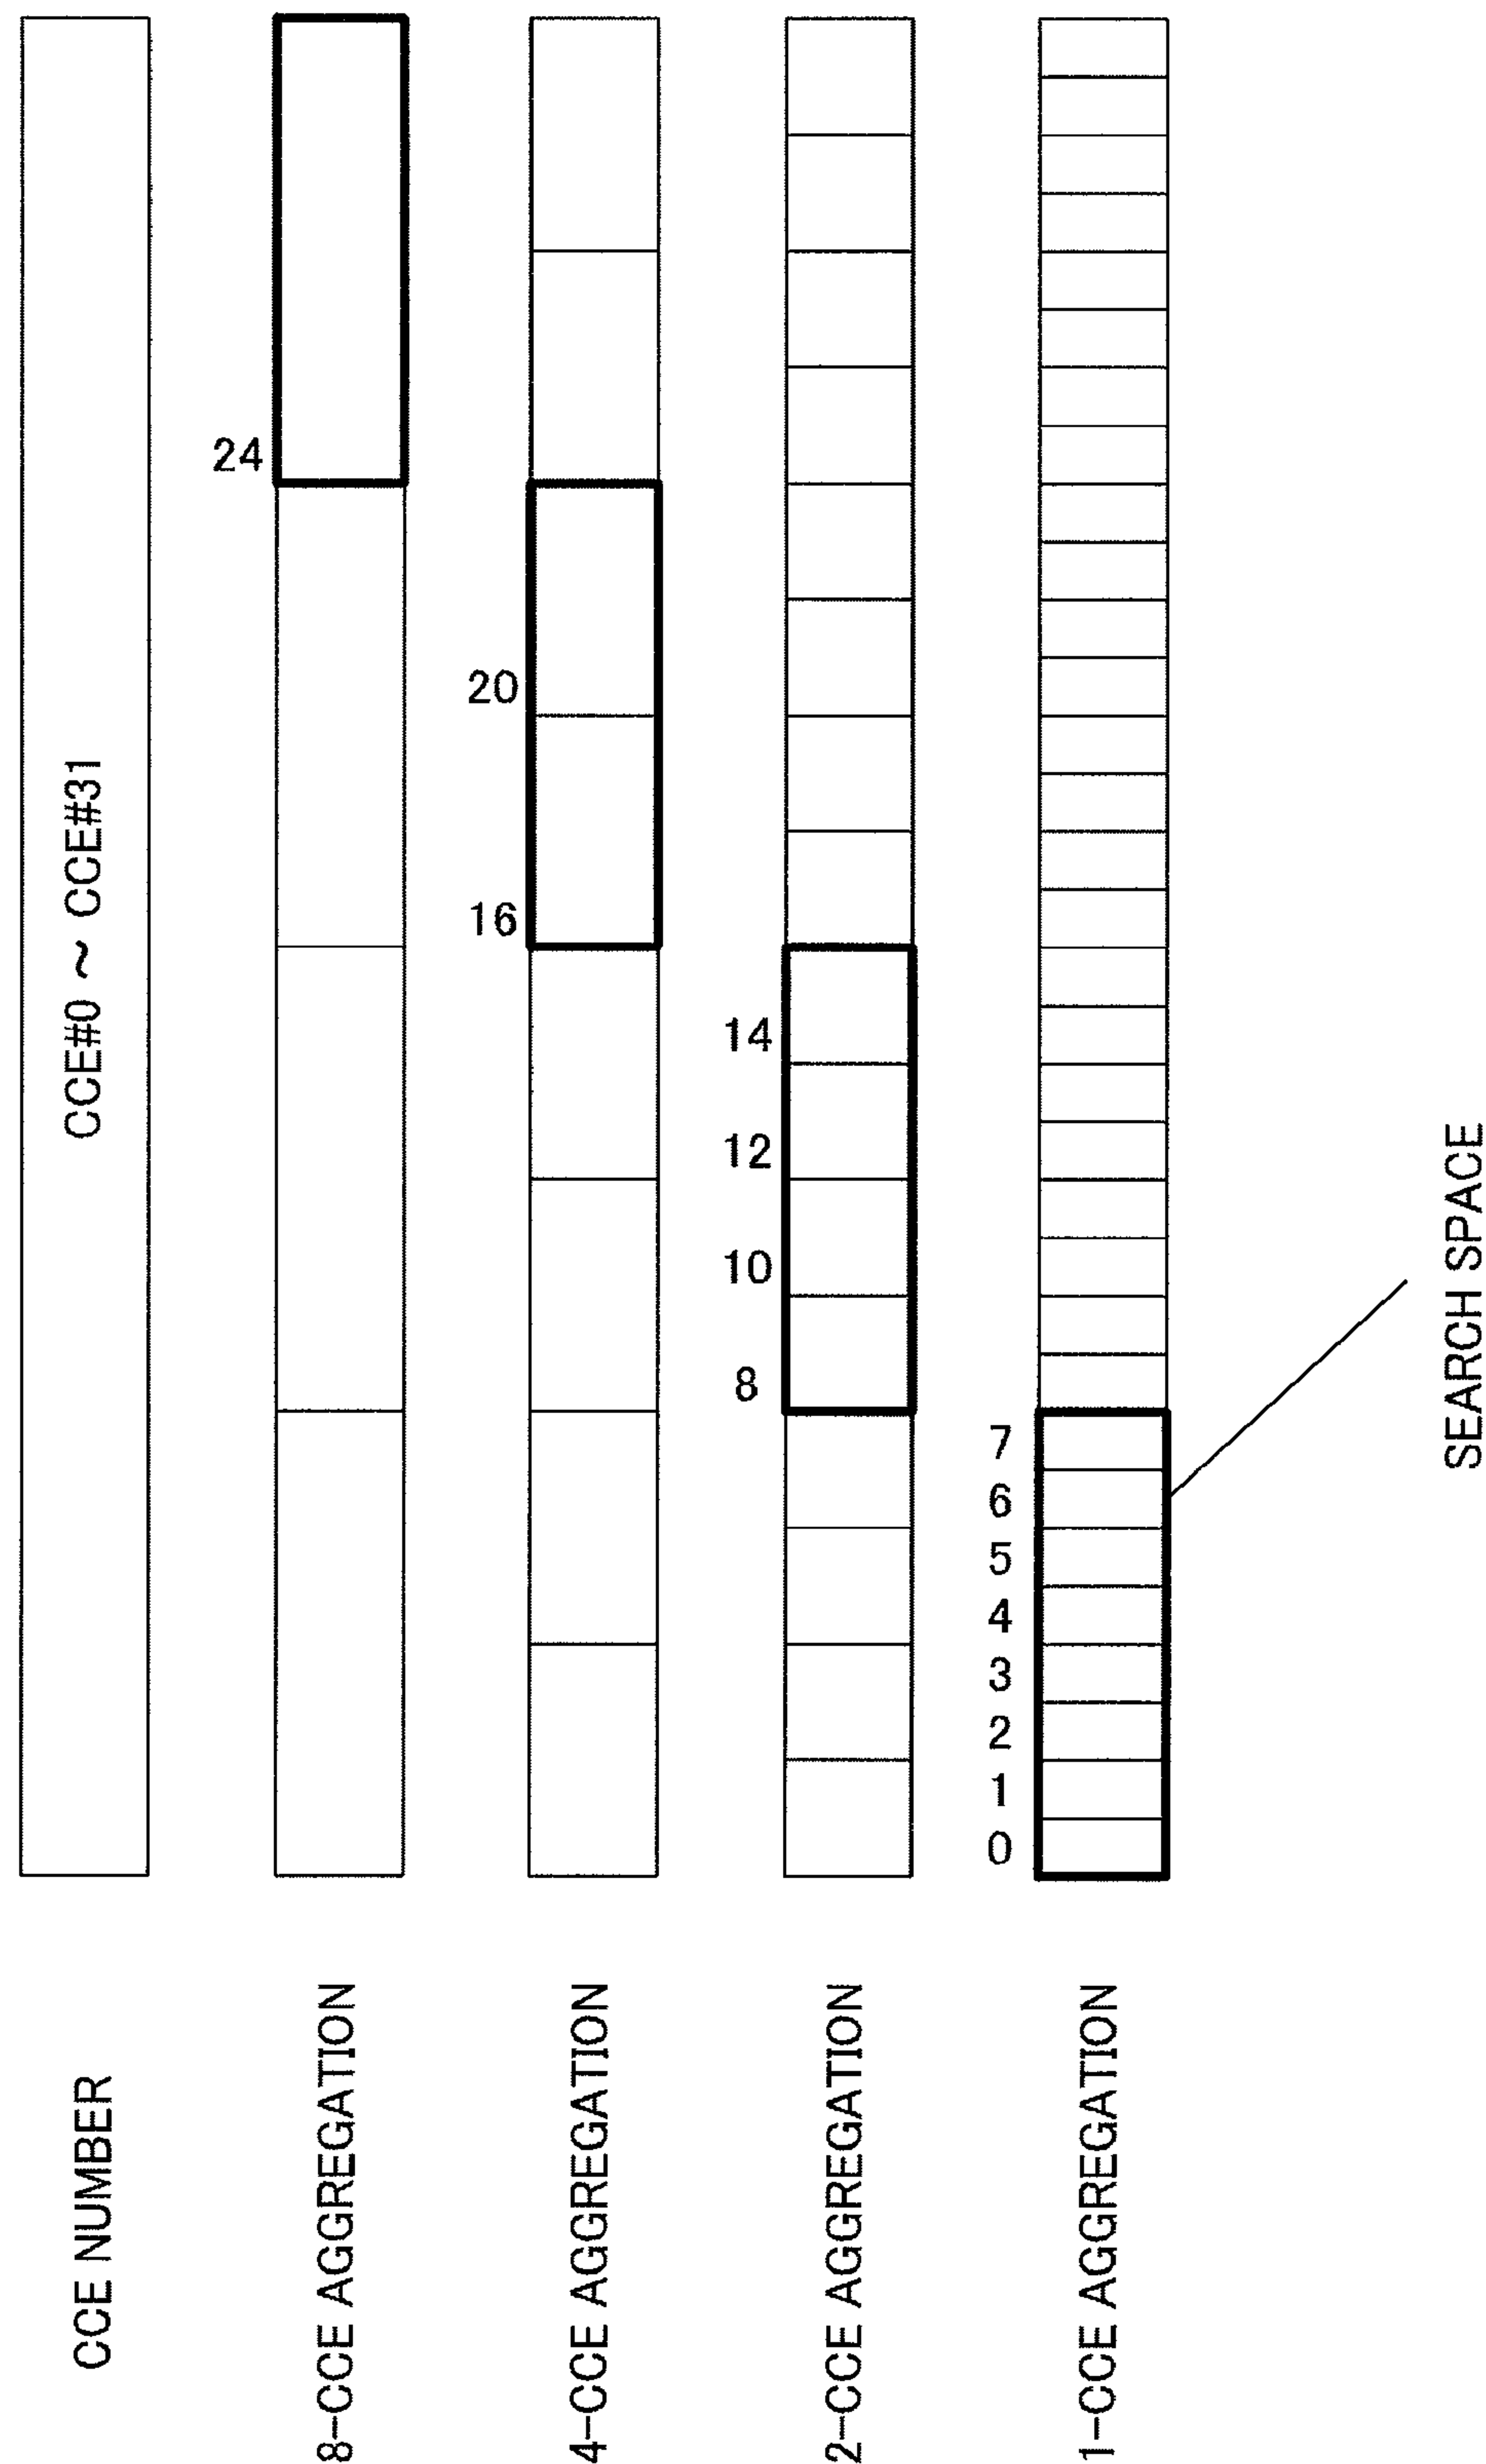 CCE NUMBER
CCE#0 ~ CCE#31
8-CCE AGGREGATION
24
4-CCE AGGREGATION
16
20
2-CCE AGGREGATION
8
10
12
14
1-CCE AGGREGATION
0
1
2
3
4
5
6
7
SEARCH SPACE